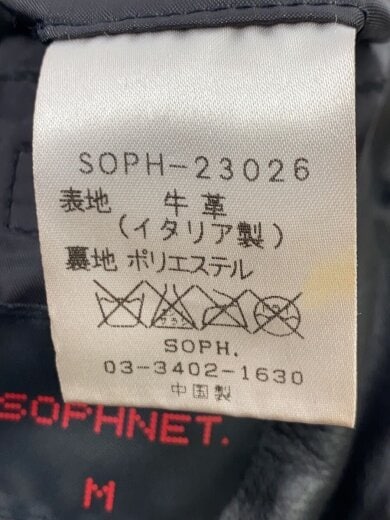 SOPH-23026
表地 牛革
(イタリア製)
裏地 ポリエステル
SOPH.
03-3402-1630
中国製
SOPHNET.
M